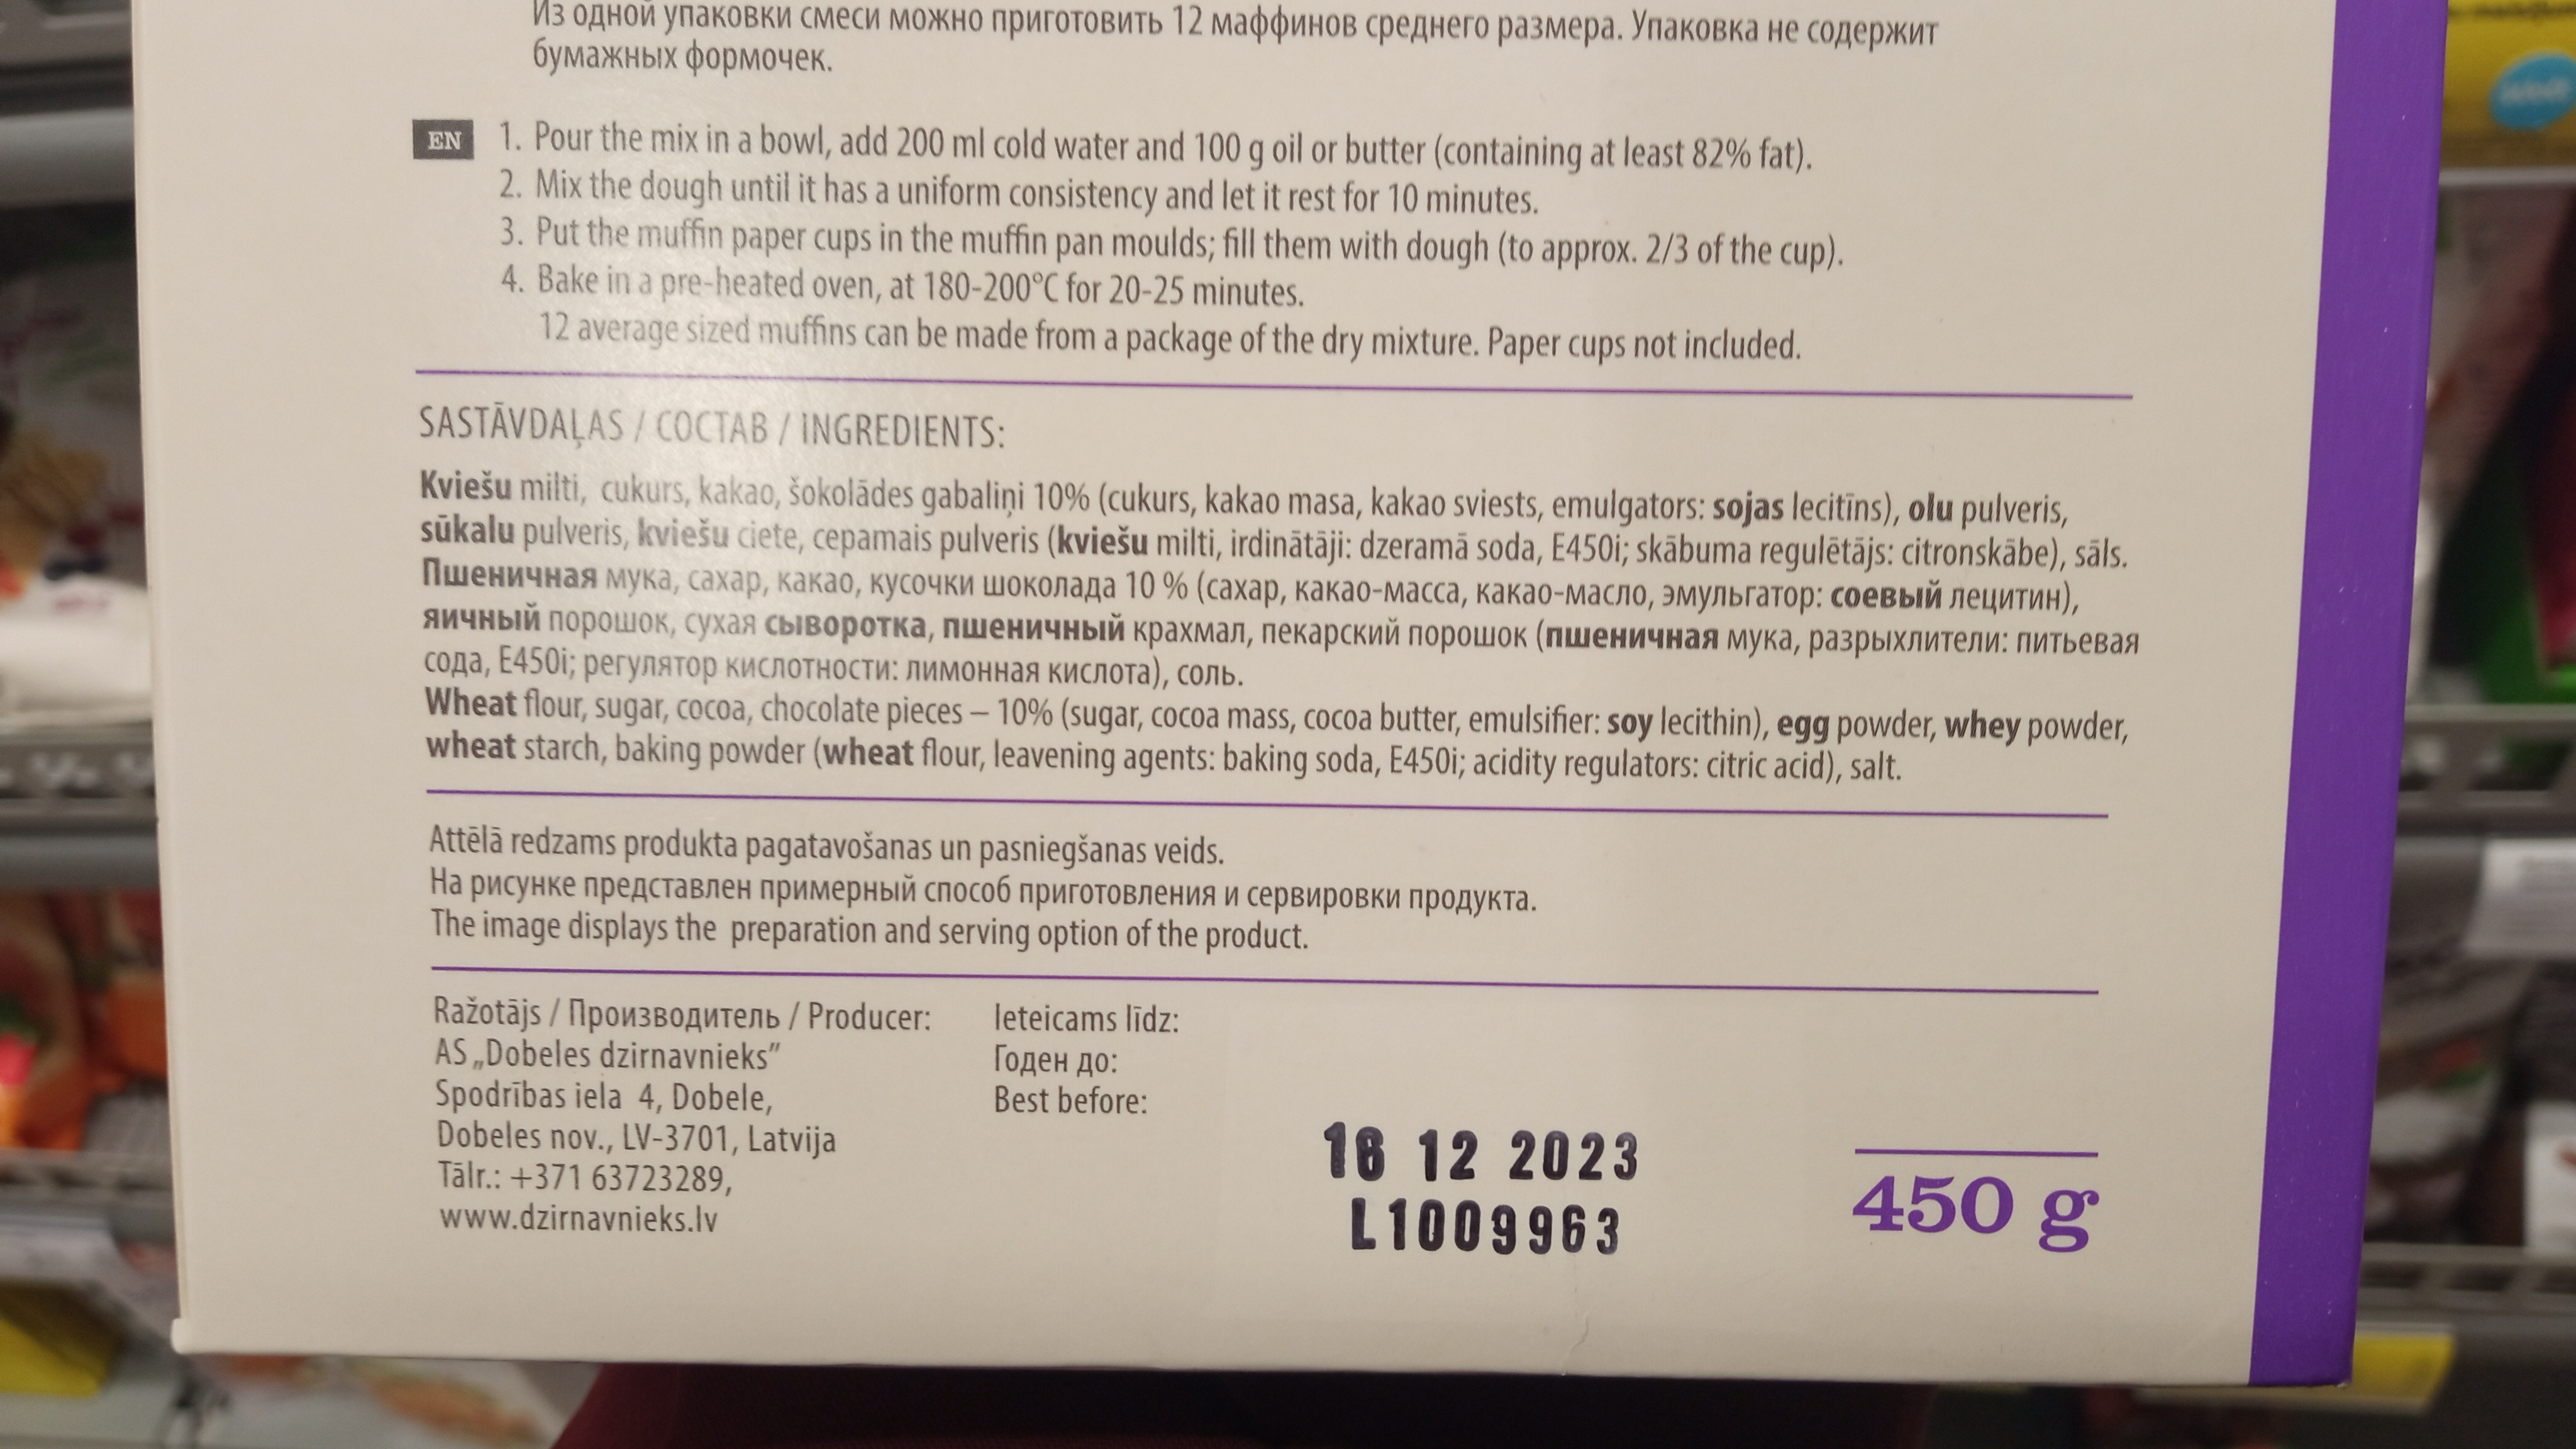 Из одной упаковки смеси можно приготовить 12 маффинов среднего размера. Упаковка не содержит
бумажных формочек.
EN
1. Pour the mix in a bowl, add 200 ml cold water and 100 g oil or butter (containing at least 82% fat).
2. Mix the dough until it has a uniform consistency and let it rest for 10 minutes.
3. Put the muffin paper cups in the muffin pan moulds; fill them with dough (to approx. 2/3 of the cup).
4. Bake in a pre-heated oven, at 180-200°C for 20-25 minutes.
12 average sized muffins can be made from a package of the dry mixture. Paper cups not included.
SASTĀVDAĻAS / СОСТАВ / INGREDIENTS:
Kviešu milti, cukurs, kakao, šokolādes gabaliņi 10% (cukurs, kakao masa, kakao sviests, emulgators: sojas lecitīns), olu pulveris,
sūkalu pulveris, kviešu ciete, cepamais pulveris (kviešu milti, irdinātāji: dzeramā soda, E450i; skābuma regulētājs: citronskābe), sāls.
Пшеничная мука, сахар, какао, кусочки шоколада 10 % (сахар, какао-масса, какао-масло, эмульгатор: соевый лецитин),
яичный порошок, сухая сыворотка, пшеничный крахмал, пекарский порошок (пшеничная мука, разрыхлители: питьевая
сода, E450i; регулятор кислотности: лимонная кислота), соль.
Wheat flour, sugar, cocoa, chocolate pieces – 10% (sugar, cocoa mass, cocoa butter, emulsifier: soy lecithin), egg powder, whey powder,
wheat starch, baking powder (wheat flour, leavening agents: baking soda, E450i; acidity regulators: citric acid), salt.
Attēlā redzams produkta pagatavošanas un pasniegšanas veids.
На рисунке представлен примерный способ приготовления и сервировки продукта.
The image displays the preparation and serving option of the product.
Ražotājs / Производитель / Producer:
AS „Dobeles dzirnavnieks”
Spodrības iela 4, Dobele,
Dobeles nov., LV-3701, Latvija
Tālr.: +371 63723289,
www.dzirnavnieks.lv
Ieteicams līdz:
Годен до:
Best before:
16 12 2023
L1009963
450 g